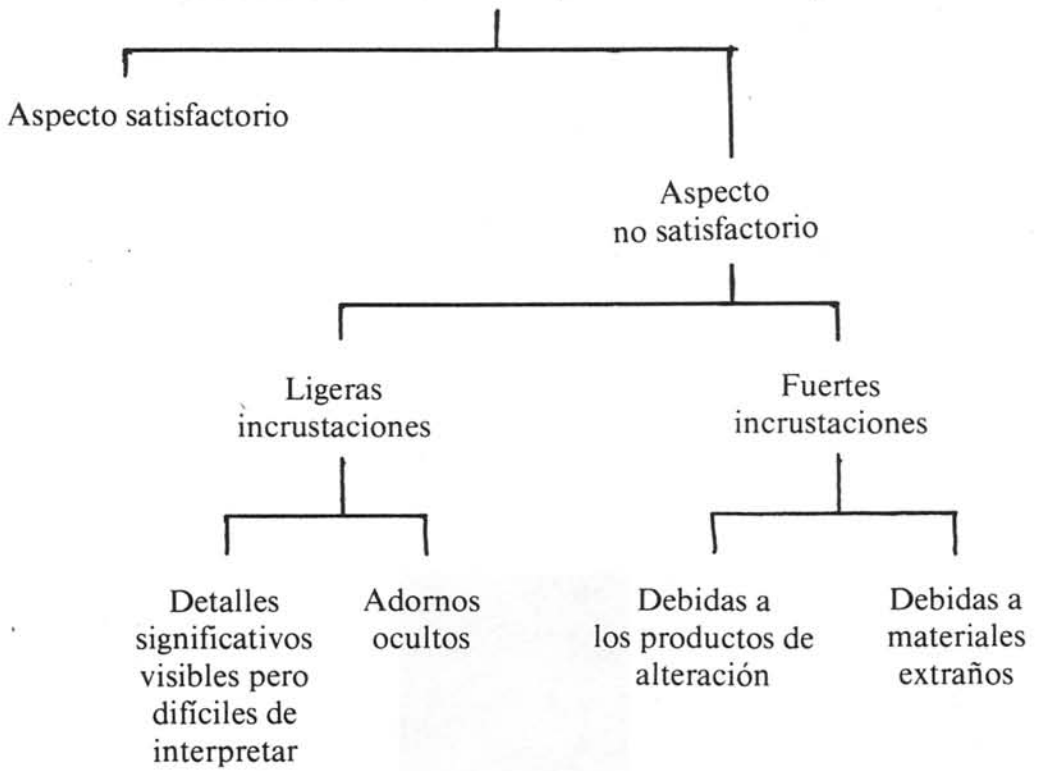 Aspecto satisfactorio
Aspecto
no satisfactorio
Ligeras
incrustaciones
Fuertes
incrustaciones
Detalles
significativos
visibles pero
difíciles de
interpretar
Adornos
ocultos
Debidas a
los productos de
alteración
Debidas a
materiales
extraños